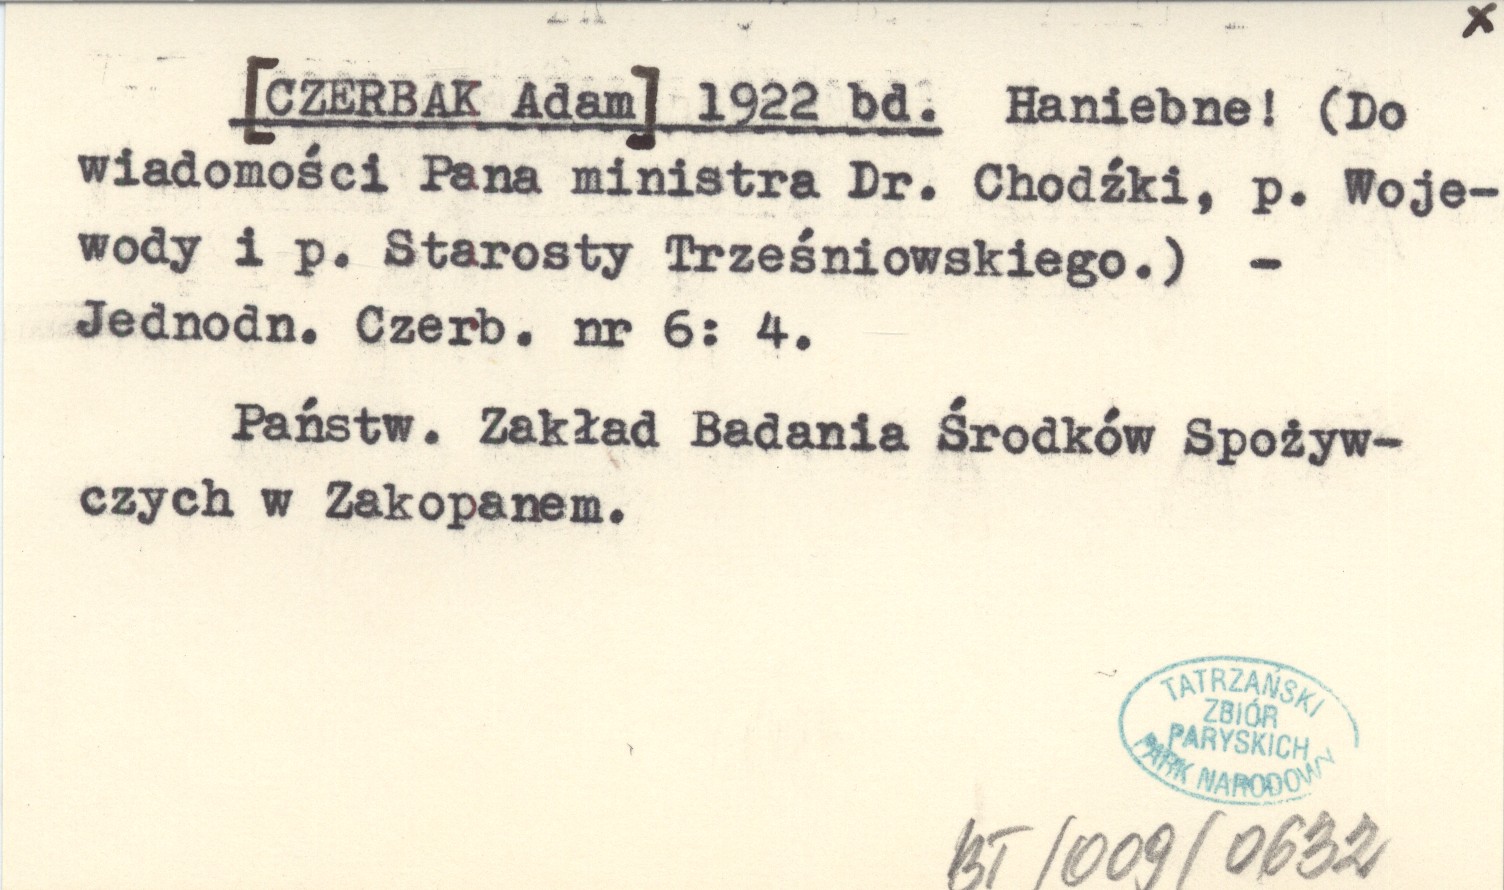 x
[CZERBAK Adam] 1922 bd. Haniebne! (Do
wiadomości Pana ministra Dr. Chodźki, p. Woje-
wody i p. Starosty Trześniowskiego.) -
Jednodn. Czerb. nr 6: 4.
Państw. Zakład Badania Środków Spożyw-
czych w Zakopanem.
TATRZAŃSKI
ZBIÓR
PARYSKICH
PARK NARODOWY
BT/009/0632